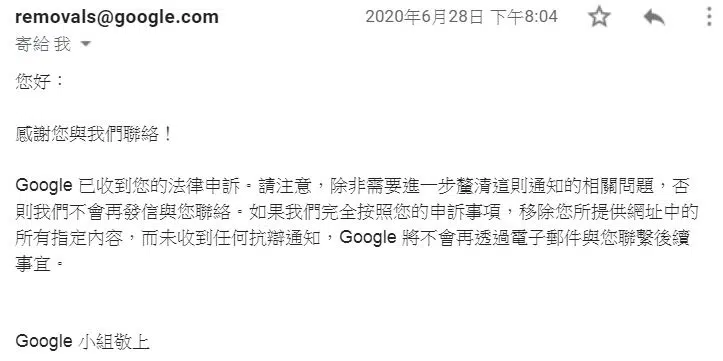 removals@google.com 2020年6月28日 下午8:04
寄給 我
您好：
感謝您與我們聯絡！
Google 已收到您的法律申訴。請注意，除非需要進一步釐清這則通知的相關問題，否
則我們不會再發信與您聯絡。如果我們完全按照您的申訴事項，移除您所提供網址中的
所有指定內容，而未收到任何抗辯通知，Google 將不會再透過電子郵件與您聯繫後續
事宜。
Google 小組敬上